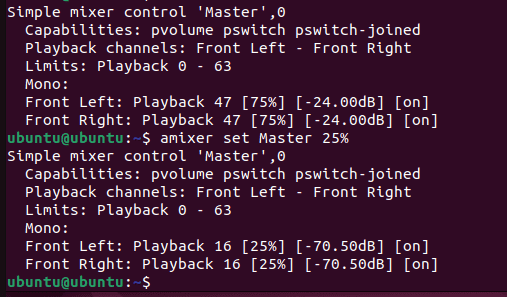 Simple mixer control 'Master',0
  Capabilities: pvolume pswitch pswitch-joined
  Playback channels: Front Left - Front Right
  Limits: Playback 0 - 63
  Mono:
  Front Left: Playback 47 [75%] [-24.00dB] [on]
  Front Right: Playback 47 [75%] [-24.00dB] [on]
ubuntu@ubuntu:~$ amixer set Master 25%
Simple mixer control 'Master',0
  Capabilities: pvolume pswitch pswitch-joined
  Playback channels: Front Left - Front Right
  Limits: Playback 0 - 63
  Mono:
  Front Left: Playback 16 [25%] [-70.50dB] [on]
  Front Right: Playback 16 [25%] [-70.50dB] [on]
ubuntu@ubuntu:~$